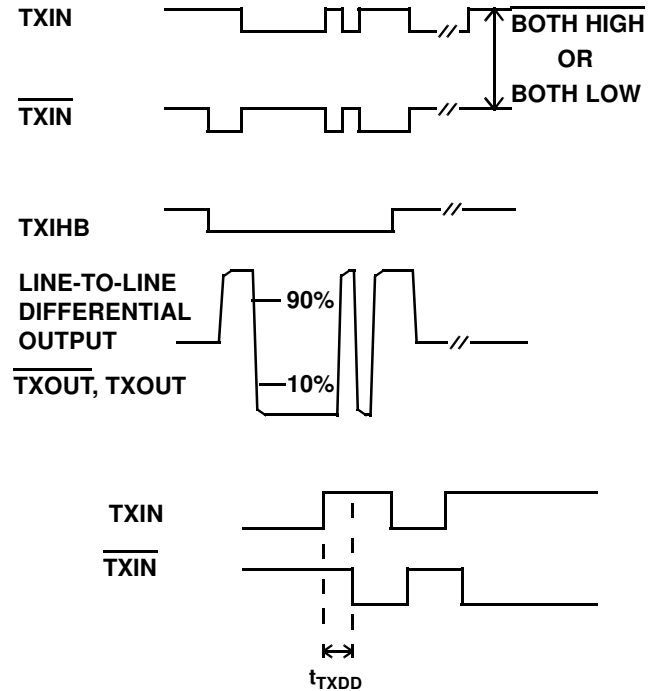 TXIN
BOTH HIGH
OR
BOTH LOW
TXIN
TXIHB
LINE-TO-LINE
DIFFERENTIAL
OUTPUT
TXOUT, TXOUT
90%
10%
TXIN
TXIN
tTXDD